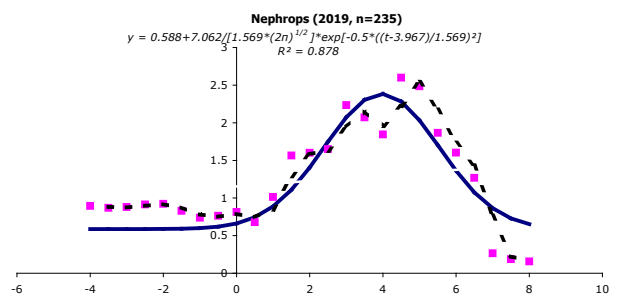 Nephrops (2019, n=235)
y = 0.588+7.062/[1.569*(2π)^1/2]*exp[-0.5*((t-3.967)/1.569)²]
R² = 0.878
3
2.5
2
1.5
1
0.5
0
-6 -4 -2 0 2 4 6 8 10